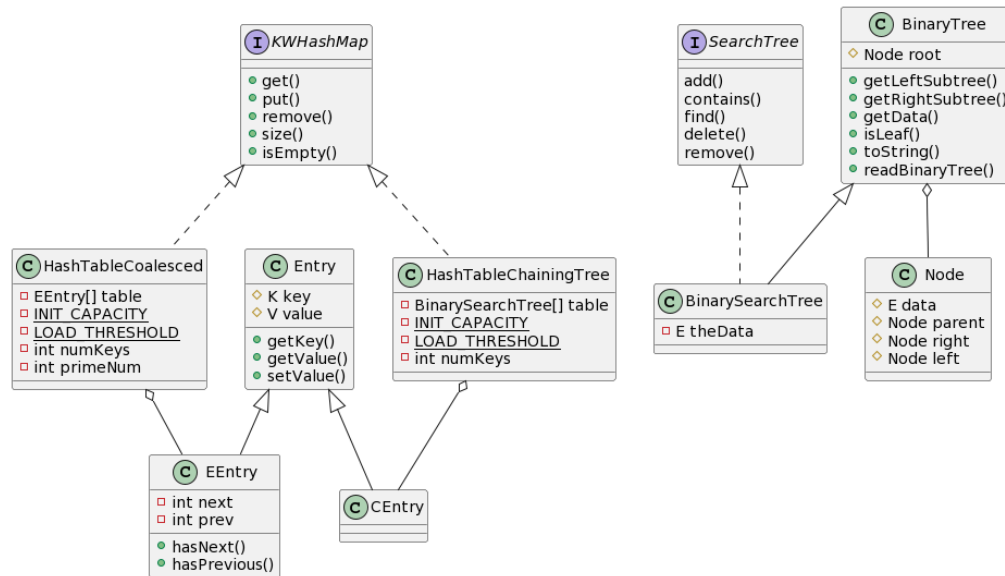 I KWHashMap
get()
put()
remove()
size()
isEmpty()
I SearchTree
add()
contains()
find()
delete()
remove()
C BinaryTree
Node root
getLeftSubtree()
getRightSubtree()
getData()
isLeaf()
toString()
readBinaryTree()
C HashTableCoalesced
EEntry[] table
INIT_CAPACITY
LOAD_THRESHOLD
int numKeys
int primeNum
C Entry
K key
V value
getKey()
getValue()
setValue()
C HashTableChainingTree
BinarySearchTree[] table
INIT_CAPACITY
LOAD_THRESHOLD
int numKeys
C BinarySearchTree
E theData
C Node
E data
Node parent
Node right
Node left
C EEntry
int next
int prev
hasNext()
hasPrevious()
C CEntry